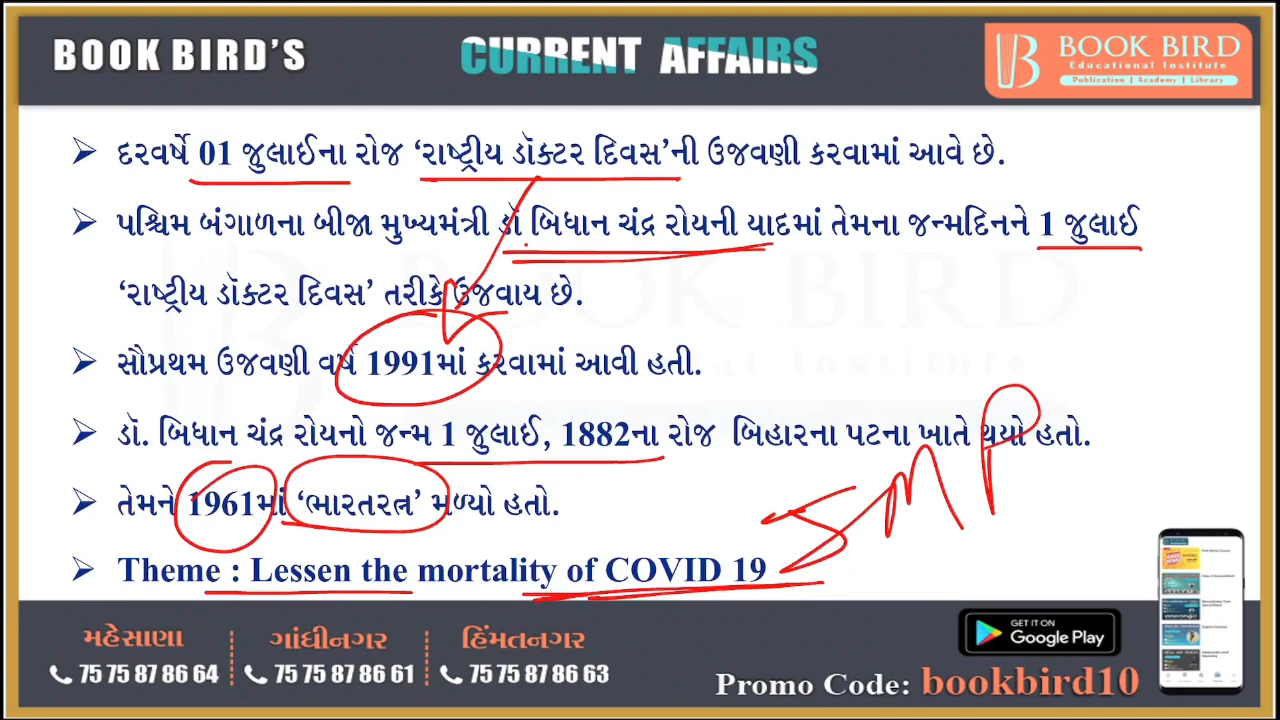 BOOK BIRD'S
CURRENT AFFAIRS
BOOK BIRD
Educational Institute
Publication | Academy | Library
➢ દરવર્ષે 01 જુલાઈના રોજ ‘રાષ્ટ્રીય ડૉક્ટર દિવસ’ની ઉજવણી કરવામાં આવે છે.
➢ પશ્ચિમ બંગાળના બીજા મુખ્યમંત્રી ડૉ. બિધાન ચંદ્ર રોયની યાદમાં તેમના જન્મદિનને 1 જુલાઈ
‘રાષ્ટ્રીય ડૉક્ટર દિવસ’ તરીકે ઉજવાય છે.
➢ સૌપ્રથમ ઉજવણી વર્ષ 1991માં કરવામાં આવી હતી.
➢ ડૉ. બિધાન ચંદ્ર રોયનો જન્મ 1 જુલાઈ, 1882ના રોજ બિહારના પટના ખાતે થયો હતો.
➢ તેમને 1961માં ‘ભારતરત્ન’ મળ્યો હતો.
➢ Theme : Lessen the mortality of COVID 19
IMP
મહેસાણા
75 75 87 86 64
ગાંધીનગર
75 75 87 86 61
હિંમતનગર
75 75 87 86 63
GET IT ON
Google Play
Promo Code: bookbird10